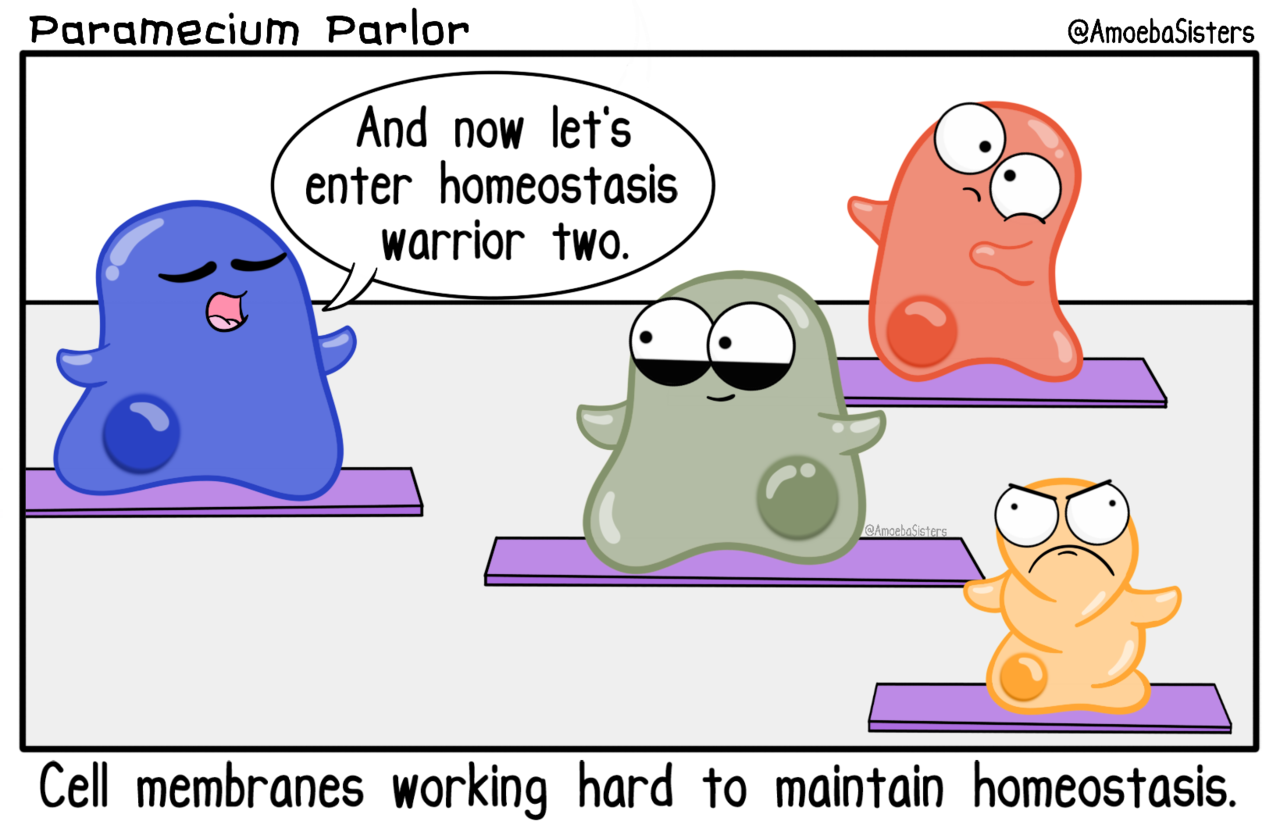 Paramecium Parlor
@AmoebaSisters
And now let's
enter homeostasis
warrior two.
@AmoebaSisters
Cell membranes working hard to maintain homeostasis.